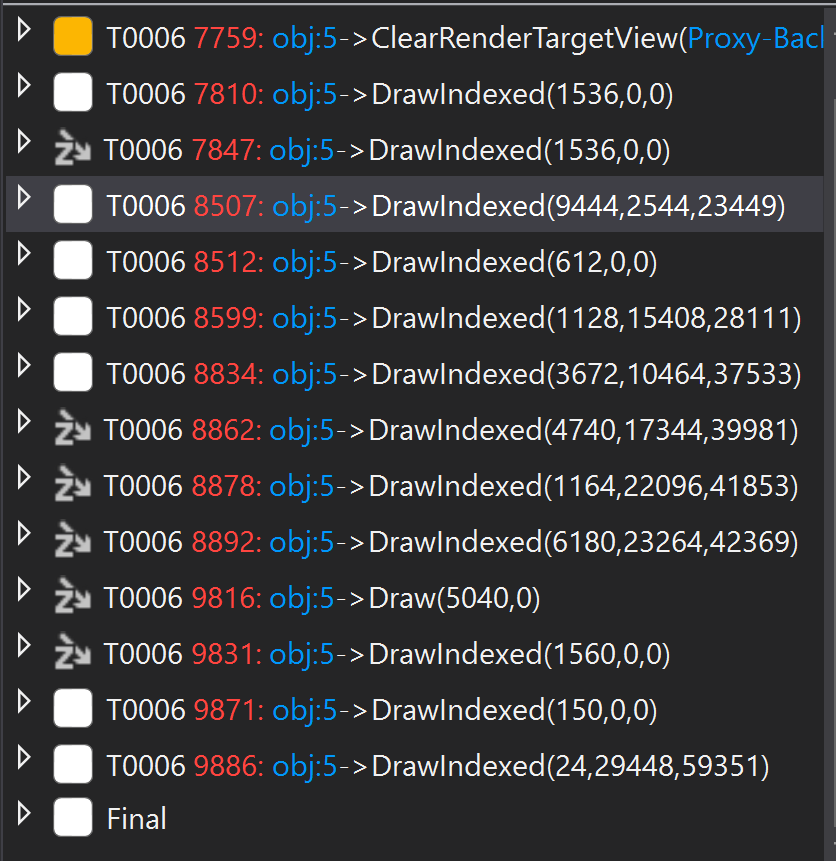 T0006 7759: obj:5->ClearRenderTargetView(Proxy-Bac
T0006 7810: obj:5->DrawIndexed(1536,0,0)
T0006 7847: obj:5->DrawIndexed(1536,0,0)
T0006 8507: obj:5->DrawIndexed(9444,2544,23449)
T0006 8512: obj:5->DrawIndexed(612,0,0)
T0006 8599: obj:5->DrawIndexed(1128,15408,28111)
T0006 8834: obj:5->DrawIndexed(3672,10464,37533)
T0006 8862: obj:5->DrawIndexed(4740,17344,39981)
T0006 8878: obj:5->DrawIndexed(1164,22096,41853)
T0006 8892: obj:5->DrawIndexed(6180,23264,42369)
T0006 9816: obj:5->Draw(5040,0)
T0006 9831: obj:5->DrawIndexed(1560,0,0)
T0006 9871: obj:5->DrawIndexed(150,0,0)
T0006 9886: obj:5->DrawIndexed(24,29448,59351)
Final